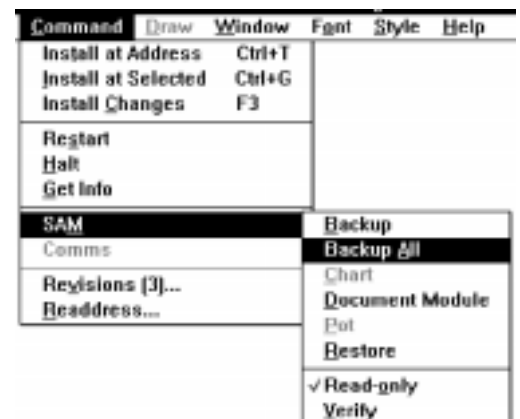 Command Draw Window Font Style Help
Install at Address Ctrl+T
Install at Selected Ctrl+G
Install Changes F3
Restart
Halt
Get Info
SAM
Comms
Revisions (3)...
Readdress...
Backup
Backup All
Chart
Document Module
Pot
Restore
√ Read-only
Verify